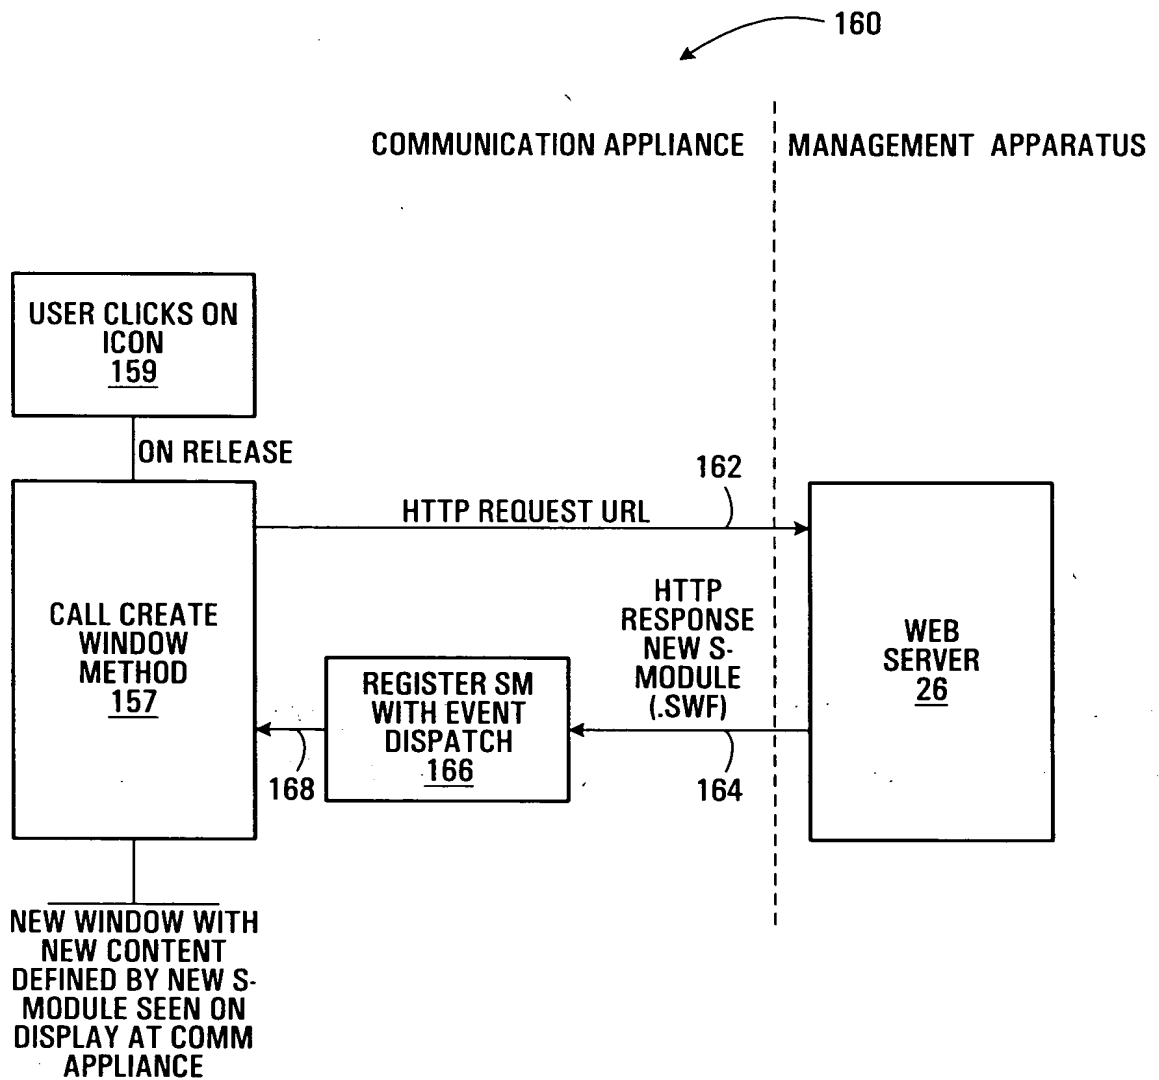 160
COMMUNICATION APPLIANCE
MANAGEMENT APPARATUS
USER CLICKS ON
ICON
159
ON RELEASE
162
HTTP REQUEST URL
CALL CREATE
WINDOW
METHOD
157
HTTP
RESPONSE
NEW S-
MODULE
(.SWF)
WEB
SERVER
26
REGISTER SM
WITH EVENT
DISPATCH
166
168
164
NEW WINDOW WITH
NEW CONTENT
DEFINED BY NEW S-
MODULE SEEN ON
DISPLAY AT COMM
APPLIANCE